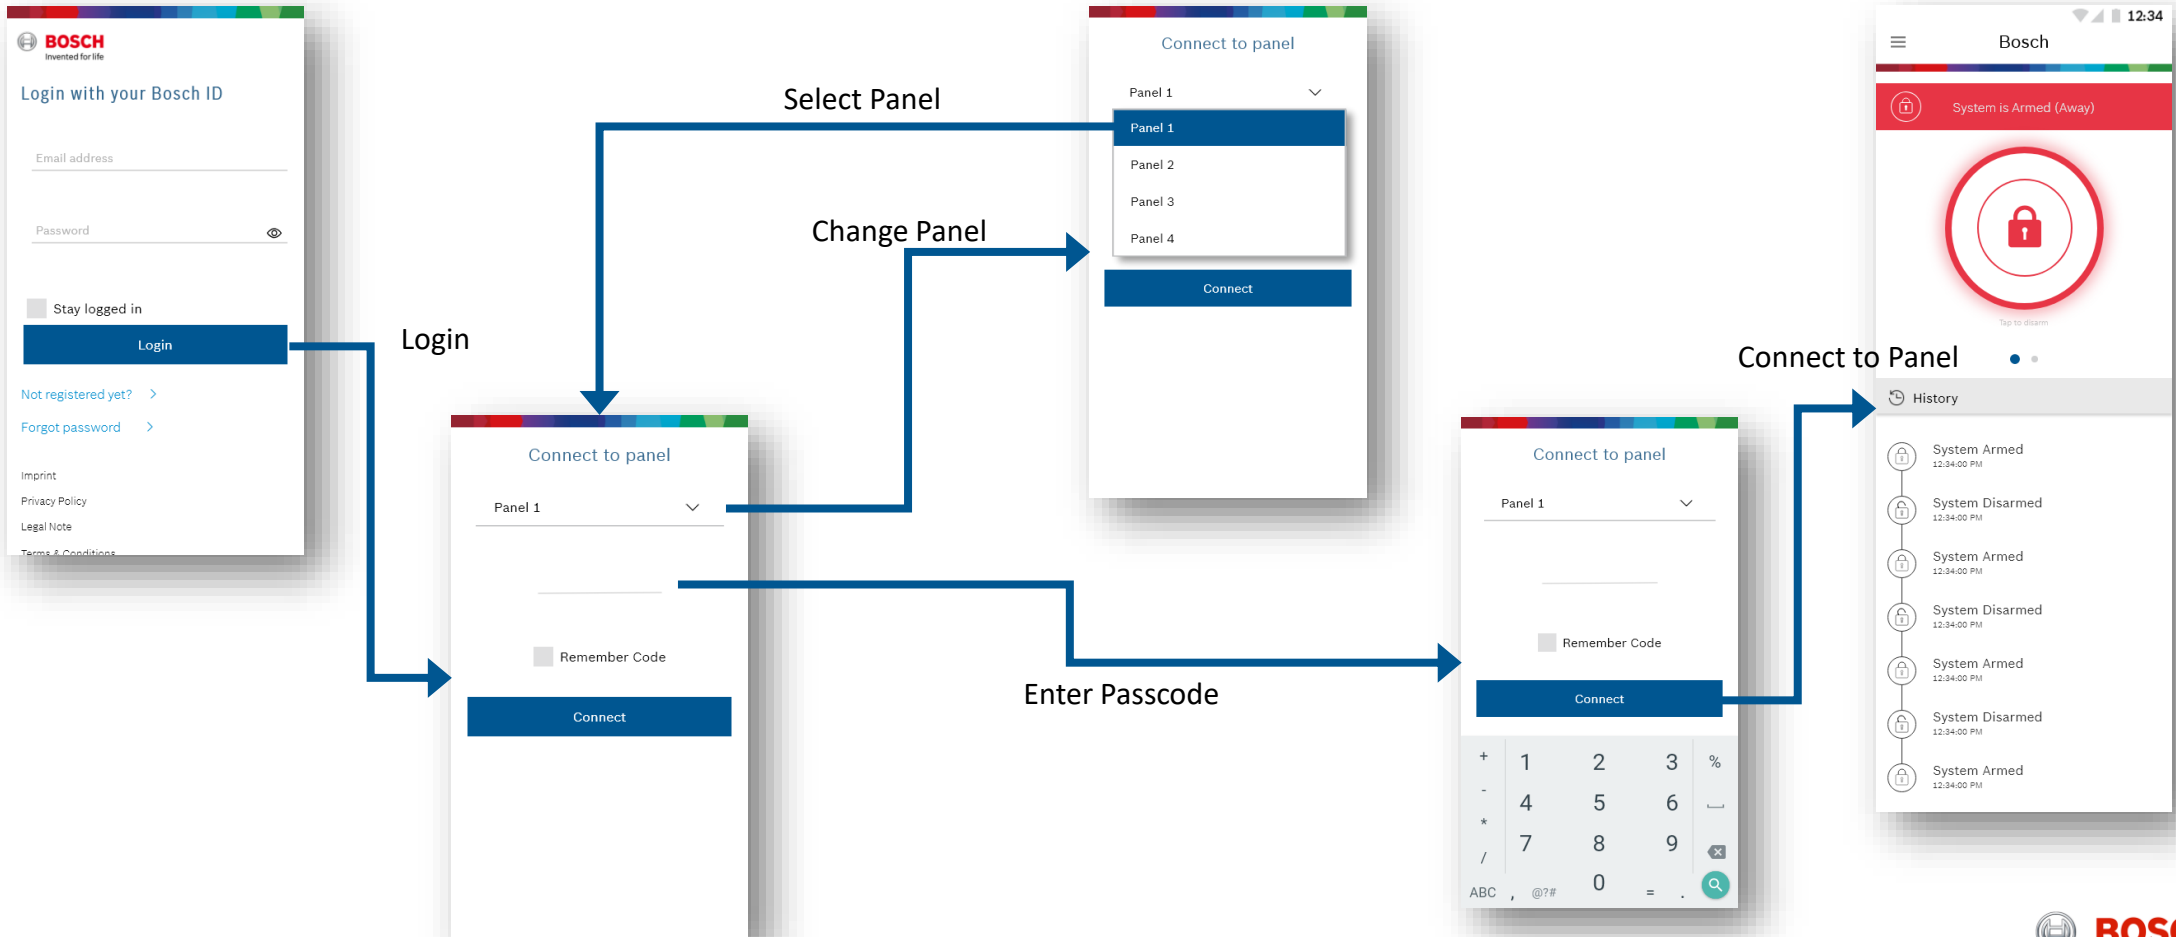 BOSCH
Invented for life
Login with your Bosch ID
Email address
Password
Stay logged in
Login
Not registered yet? >
Forgot password >
Imprint
Privacy Policy
Legal Note
Terms & Conditions
Login
Select Panel
Change Panel
Connect to panel
Panel 1
Panel 1
Panel 2
Panel 3
Panel 4
Connect
Connect to panel
Panel 1
Remember Code
Connect
Enter Passcode
Connect to panel
Panel 1
Remember Code
Connect
+ 1 2 3 %
- 4 5 6
* 7 8 9
/
ABC , @?# 0 = .
Connect to Panel
12:34
Bosch
System is Armed (Away)
Tap to disarm
History
System Armed
12:34:00 PM
System Disarmed
12:34:00 PM
System Armed
12:34:00 PM
System Disarmed
12:34:00 PM
System Armed
12:34:00 PM
System Disarmed
12:34:00 PM
System Armed
12:34:00 PM
BOSC